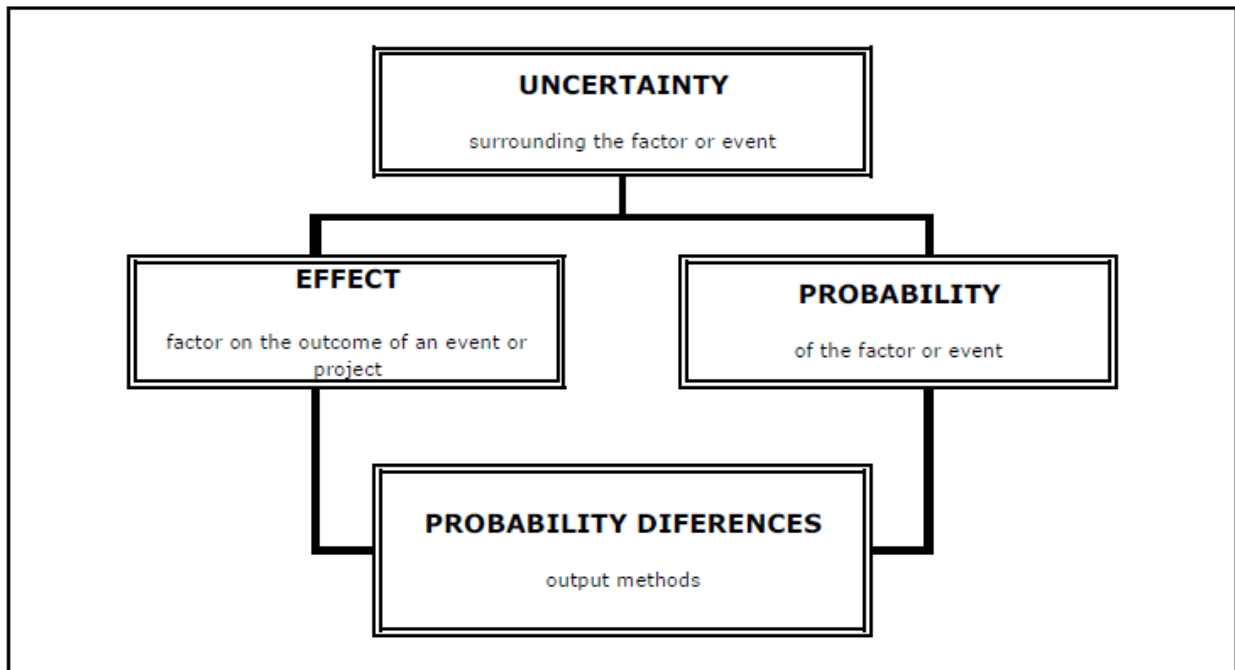 UNCERTAINTY
surrounding the factor or event
EFFECT
factor on the outcome of an event or
project
PROBABILITY
of the factor or event
PROBABILITY DIFERENCES
output methods